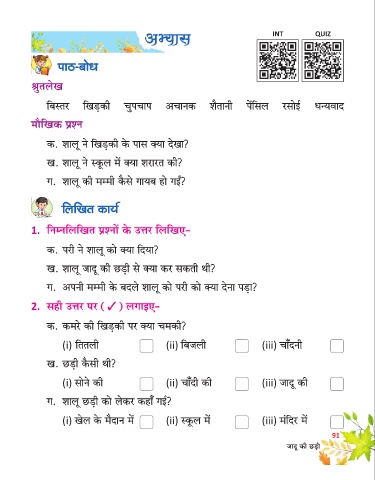 अभ्यास
INT QUIZ
पाठ-बोध
श्रुतलेख
बिस्तर खिड़की चुपचाप अचानक शैतानी पेंसिल रसोई धन्यवाद
मौखिक प्रश्न
क. शालू ने खिड़की के पास क्या देखा?
ख. शालू ने स्कूल में क्या शरारत की?
ग. शालू की मम्मी कैसे गायब हो गईं?
लिखित कार्य
1. निम्नलिखित प्रश्नों के उत्तर लिखिए-
क. परी ने शालू को क्या दिया?
ख. शालू जादू की छड़ी से क्या कर सकती थी?
ग. अपनी मम्मी के बदले शालू को परी को क्या देना पड़ा?
2. सही उत्तर पर (✓) लगाइए-
क. कमरे की खिड़की पर क्या चमकी?
(i) तितली (ii) बिजली (iii) चाँदनी
ख. छड़ी कैसी थी?
(i) सोने की (ii) चाँदी की (iii) जादू की
ग. शालू छड़ी को लेकर कहाँ गई?
(i) खेल के मैदान में (ii) स्कूल में (iii) मंदिर में
91
जादू की छड़ी